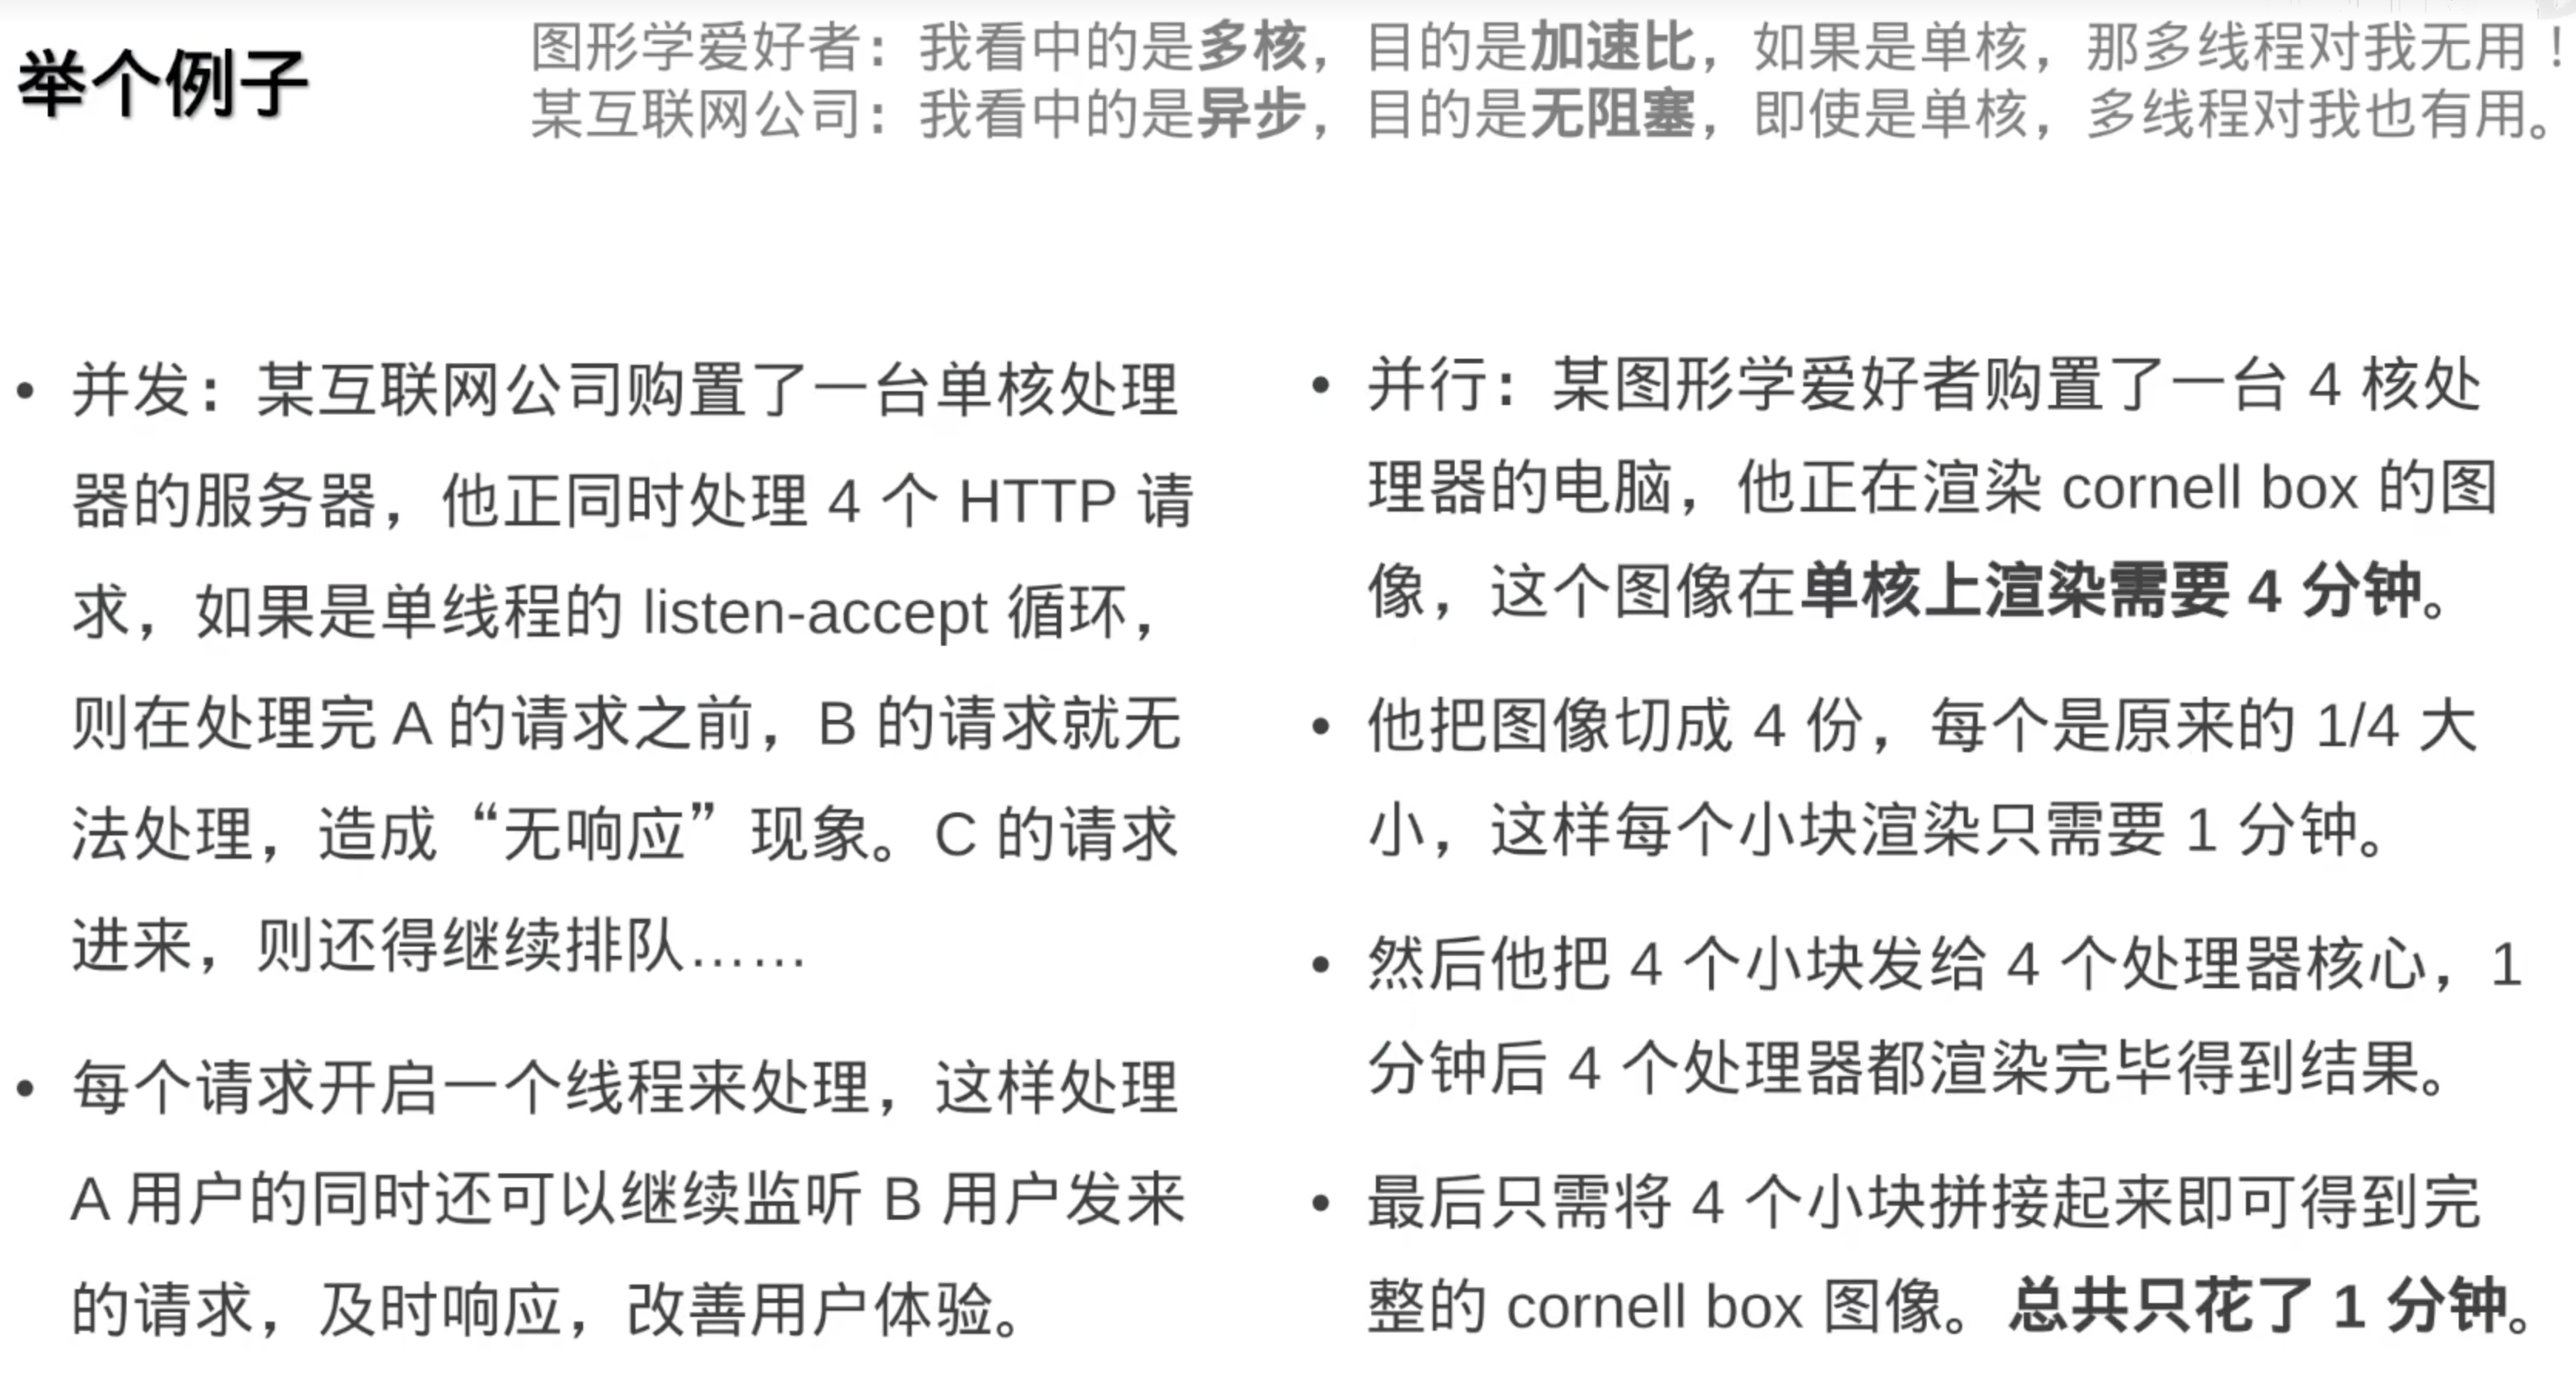 举个例子
图形学爱好者：我看中的是多核，目的是加速比，如果是单核，那多线程对我无用！
某互联网公司：我看中的是异步，目的是无阻塞，即使是单核，多线程对我也有用。
• 并发：某互联网公司购置了一台单核处理
器的服务器，他正同时处理 4 个 HTTP 请
求，如果是单线程的 listen-accept 循环，
则在处理完 A 的请求之前，B 的请求就无
法处理，造成“无响应”现象。C 的请求
进来，则还得继续排队……
• 每个请求开启一个线程来处理，这样处理
A 用户的同时还可以继续监听 B 用户发来
的请求，及时响应，改善用户体验。
• 并行：某图形学爱好者购置了一台 4 核处
理器的电脑，他正在渲染 cornell box 的图
像，这个图像在单核上渲染需要 4 分钟。
• 他把图像切成 4 份，每个是原来的 1/4 大
小，这样每个小块渲染只需要 1 分钟。
• 然后他把 4 个小块发给 4 个处理器核心，1
分钟后 4 个处理器都渲染完毕得到结果。
• 最后只需将 4 个小块拼接起来即可得到完
整的 cornell box 图像。总共只花了 1 分钟。